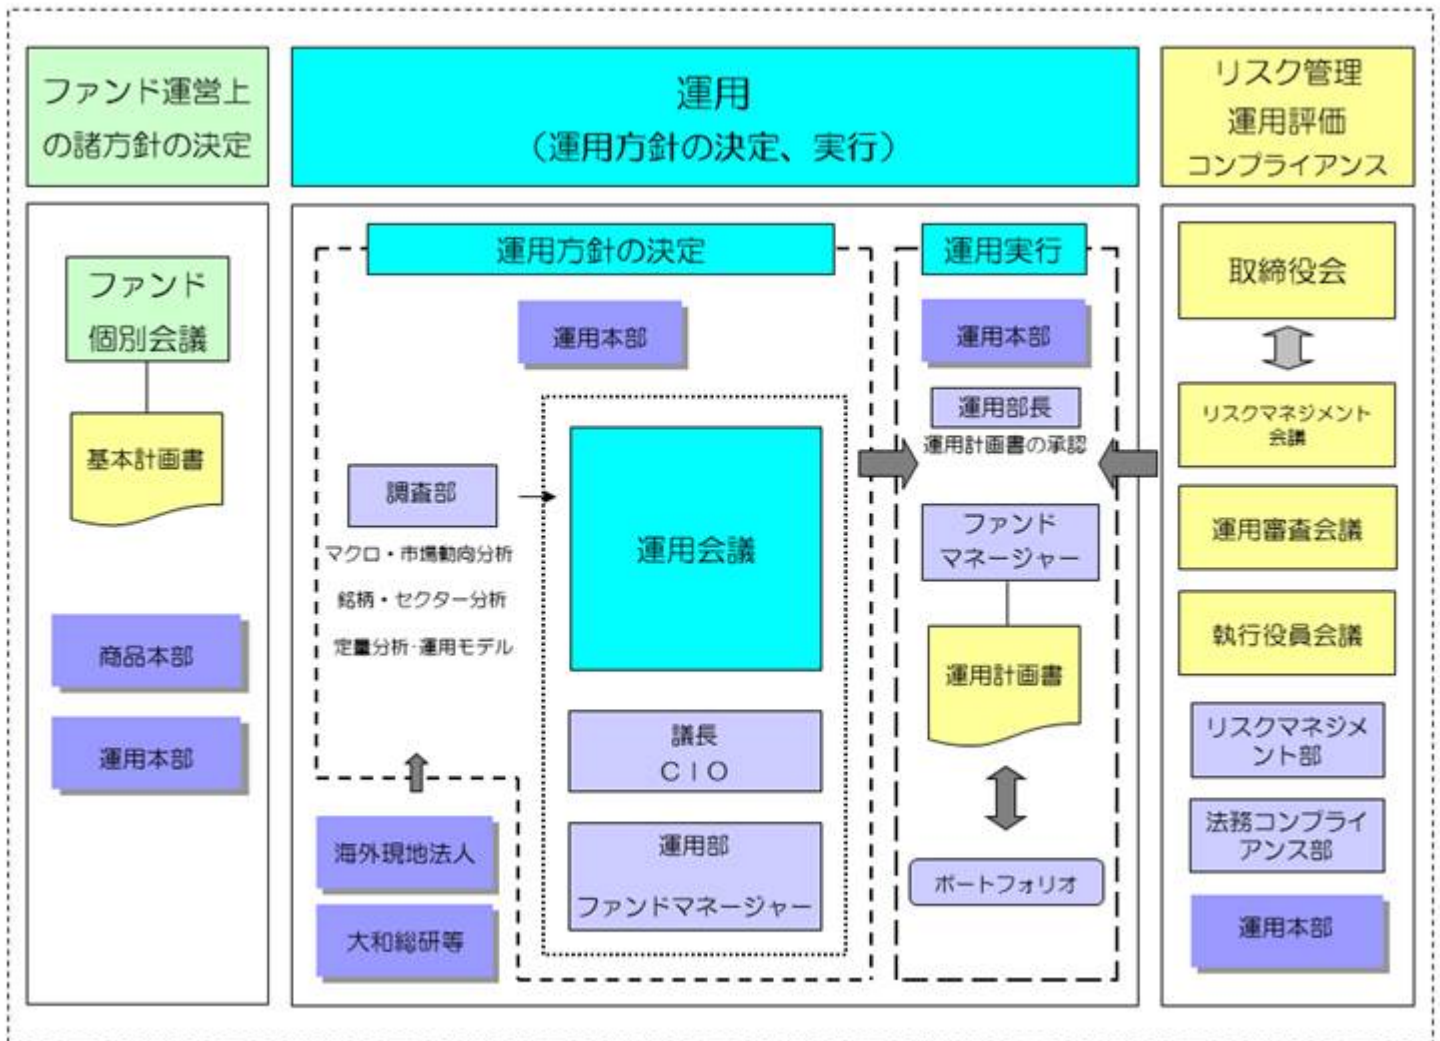 ファンド運営上
の諸方針の決定
運用
（運用方針の決定、実行）
リスク管理
運用評価
コンプライアンス
ファンド
個別会議
基本計画書
商品本部
運用本部
運用方針の決定
運用本部
調査部
マクロ・市場動向分析
銘柄・セクター分析
定量分析・運用モデル
海外現地法人
大和総研等
運用会議
議長
ＣＩＯ
運用部
ファンドマネージャー
運用実行
運用本部
運用部長
運用計画書の承認
ファンド
マネージャー
運用計画書
ポートフォリオ
取締役会
リスクマネジメント
会議
運用審査会議
執行役員会議
リスクマネジメ
ント部
法務コンプライ
アンス部
運用本部